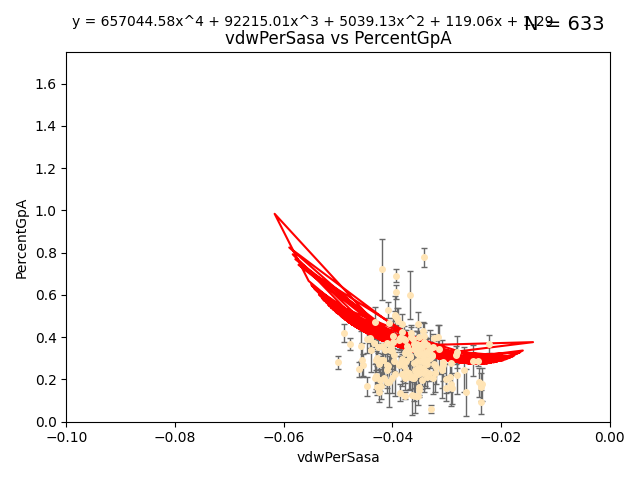 y = 657044.58x^4 + 92215.01x^3 + 5039.13x^2 + 119.06x + 1.29
N = 633
vdwPerSasa vs PercentGpA
PercentGpA
1.6
1.4
1.2
1.0
0.8
0.6
0.4
0.2
0.0
−0.10 −0.08 −0.06 −0.04 −0.02 0.00
vdwPerSasa